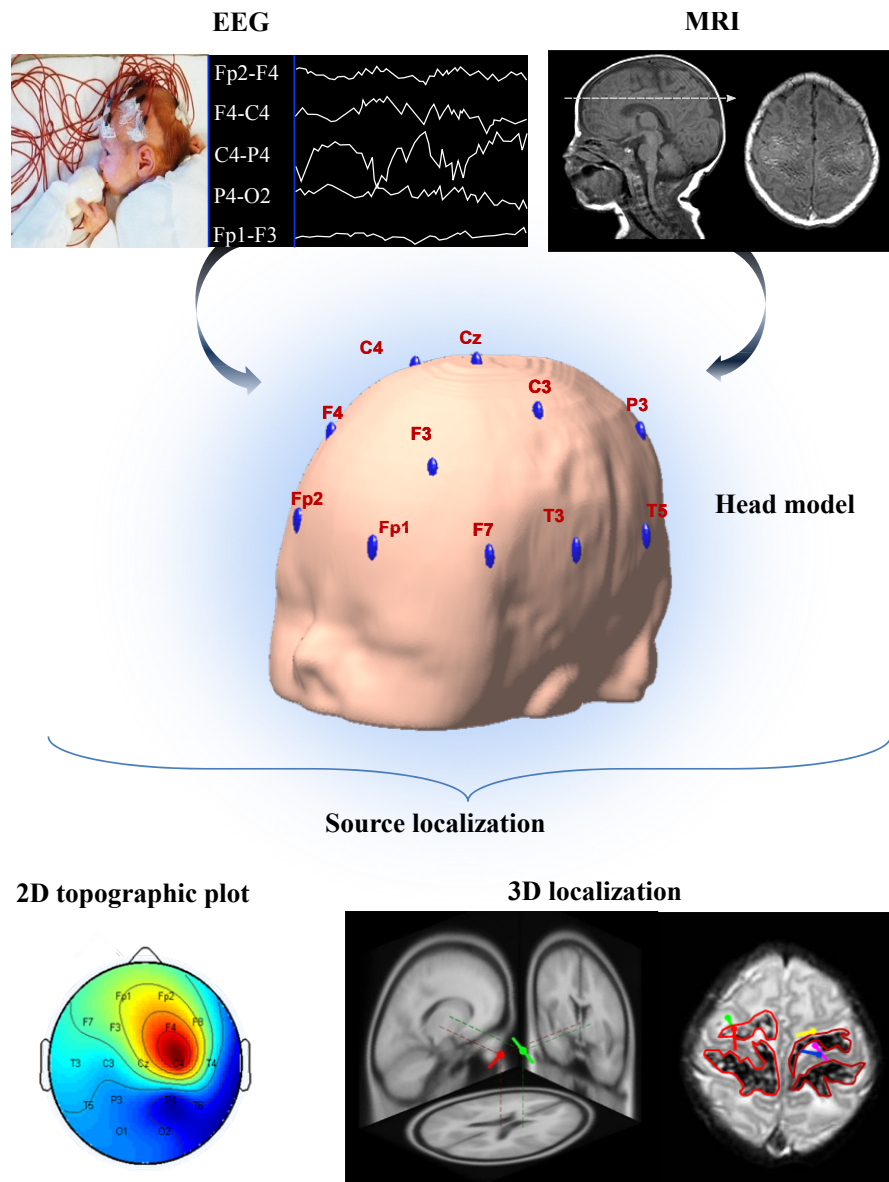 EEG
MRI
Fp2-F4
F4-C4
C4-P4
P4-O2
Fp1-F3
C4
Cz
C3
P3
F4
F3
Fp2
Fp1
F7
T3
T5
Head model
Source localization
2D topographic plot
3D localization
Fp1 Fp2
F7 F3 F4 F8
T3 C3 Cz C4 T4
T5 P3 P4 T6
O1 O2